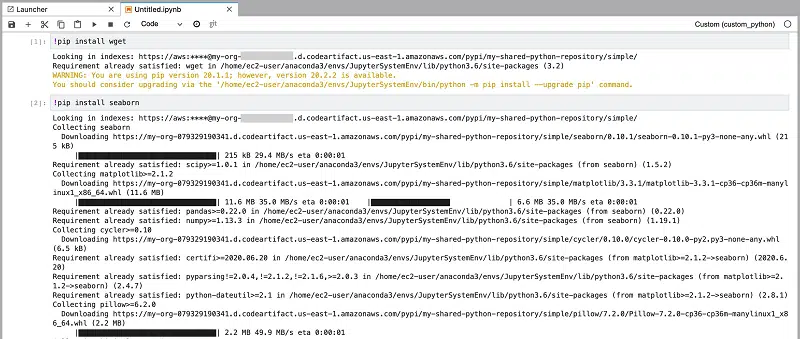 Launcher
Untitled.ipynb
Code
git
Custom (custom_python)
[1]: !pip install wget
Looking in indexes: https://aws:****@my-org- .d.codeartifact.us-east-1.amazonaws.com/pypi/my-shared-python-repository/simple/
Requirement already satisfied: wget in /home/ec2-user/anaconda3/envs/JupyterSystemEnv/lib/python3.6/site-packages (3.2)
WARNING: You are using pip version 20.1.1; however, version 20.2.2 is available.
You should consider upgrading via the '/home/ec2-user/anaconda3/envs/JupyterSystemEnv/bin/python -m pip install --upgrade pip' command.
[2]: !pip install seaborn
Looking in indexes: https://aws:****@my-org- .d.codeartifact.us-east-1.amazonaws.com/pypi/my-shared-python-repository/simple/
Collecting seaborn
Downloading https://my-org-079329190341.d.codeartifact.us-east-1.amazonaws.com/pypi/my-shared-python-repository/simple/seaborn/0.10.1/seaborn-0.10.1-py3-none-any.whl (21
5 kB)
| | 215 kB 29.4 MB/s eta 0:00:01
Requirement already satisfied: scipy>=1.0.1 in /home/ec2-user/anaconda3/envs/JupyterSystemEnv/lib/python3.6/site-packages (from seaborn) (1.5.2)
Collecting matplotlib>=2.1.2
Downloading https://my-org-079329190341.d.codeartifact.us-east-1.amazonaws.com/pypi/my-shared-python-repository/simple/matplotlib/3.3.1/matplotlib-3.3.1-cp36-cp36m-manyl
inux1_x86_64.whl (11.6 MB)
| | 11.6 MB 35.0 MB/s eta 0:00:01 | | 6.6 MB 35.0 MB/s eta 0:00:01
Requirement already satisfied: pandas>=0.22.0 in /home/ec2-user/anaconda3/envs/JupyterSystemEnv/lib/python3.6/site-packages (from seaborn) (0.22.0)
Requirement already satisfied: numpy>=1.13.3 in /home/ec2-user/anaconda3/envs/JupyterSystemEnv/lib/python3.6/site-packages (from seaborn) (1.19.1)
Collecting cycler>=0.10
Downloading https://my-org-079329190341.d.codeartifact.us-east-1.amazonaws.com/pypi/my-shared-python-repository/simple/cycler/0.10.0/cycler-0.10.0-py2.py3-none-any.whl
(6.5 kB)
Requirement already satisfied: certifi>=2020.06.20 in /home/ec2-user/anaconda3/envs/JupyterSystemEnv/lib/python3.6/site-packages (from matplotlib>=2.1.2->seaborn) (2020.6.
20)
Requirement already satisfied: pyparsing!=2.0.4,!=2.1.2,!=2.1.6,>=2.0.3 in /home/ec2-user/anaconda3/envs/JupyterSystemEnv/lib/python3.6/site-packages (from matplotlib>=2.
1.2->seaborn) (2.4.7)
Requirement already satisfied: python-dateutil>=2.1 in /home/ec2-user/anaconda3/envs/JupyterSystemEnv/lib/python3.6/site-packages (from matplotlib>=2.1.2->seaborn) (2.8.1)
Collecting pillow>=6.2.0
Downloading https://my-org-079329190341.d.codeartifact.us-east-1.amazonaws.com/pypi/my-shared-python-repository/simple/pillow/7.2.0/Pillow-7.2.0-cp36-cp36m-manylinux1_x8
6_64.whl (2.2 MB)
| | 2.2 MB 49.9 MB/s eta 0:00:01